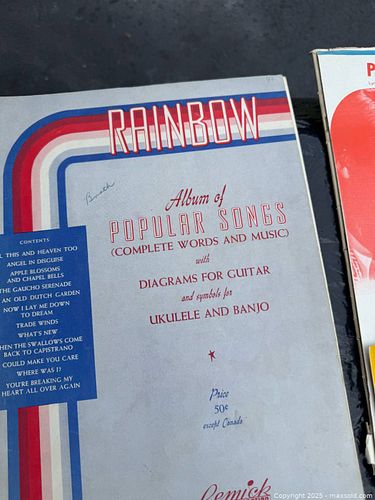 RAINBOW
Album of
POPULAR SONGS
(COMPLETE WORDS AND MUSIC)
with
DIAGRAMS FOR GUITAR
and symbols for
UKULELE AND BANJO
Price
50¢
except Canada
Remick
CONTENTS
THIS AND HEAVEN TOO
ANGEL IN DISGUISE
APPLE BLOSSOMS
AND CHAPEL BELLS
THE GAUCHO SERENADE
AN OLD DUTCH GARDEN
NOW I LAY ME DOWN
TO DREAM
TRADE WINDS
WHAT'S NEW
HEN THE SWALLOWS COME
BACK TO CAPISTRANO
COULD MAKE YOU CARE
WHERE WAS I?
YOU'RE BREAKING MY
HEART ALL OVER AGAIN
P
Copyright © 2025 - maxsold.com